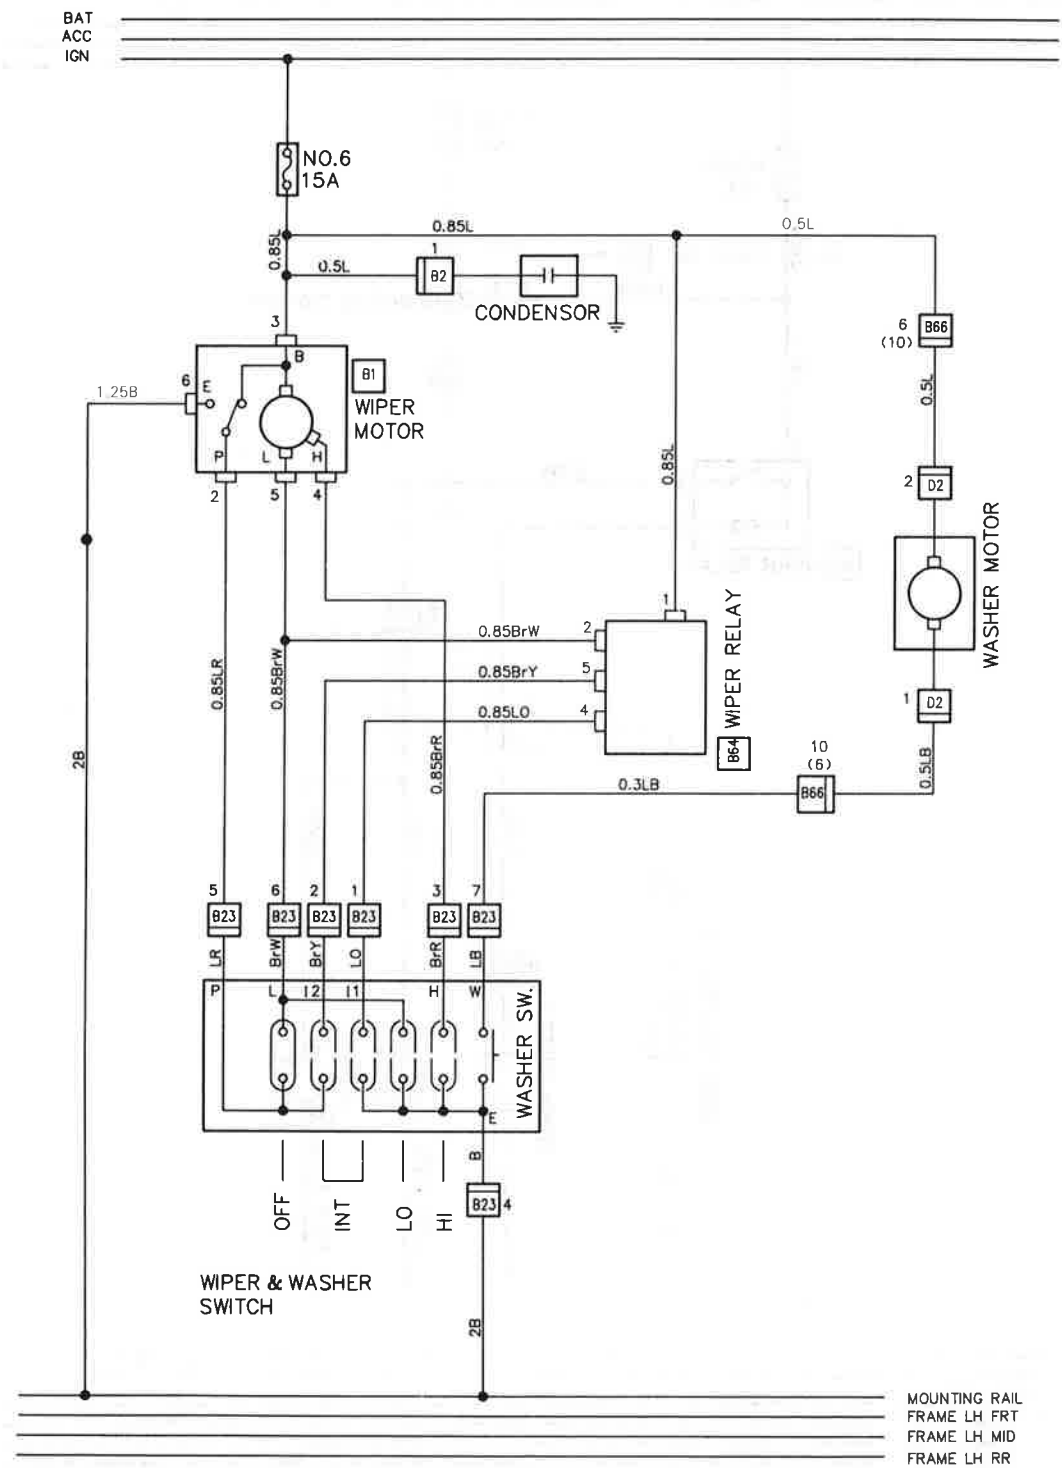 BAT
ACC
IGN
NO.6
15A
0.85L
0.5L
0.85L
0.5L
1
B2
CONDENSOR
6
(10)
B66
3
B
B1
WIPER
MOTOR
6
E
1.25B
P
L
H
2
5
4
0.5L
0.85L
2
D2
WASHER MOTOR
1
WIPER RELAY
B64
0.85BrW
2
0.85BrY
5
0.85LO
4
0.85LR
0.85BrW
0.85BrR
2B
1
D2
10
(6)
B66
0.5LB
0.3LB
5
6
2
1
3
7
B23
B23
B23
B23
B23
B23
LR
BrW
BrY
LO
BrR
LB
P
L
I2
I1
H
W
WASHER SW.
E
B
OFF
INT
LO
HI
B23
4
WIPER & WASHER
SWITCH
2B
MOUNTING RAIL
FRAME LH FRT
FRAME LH MID
FRAME LH RR